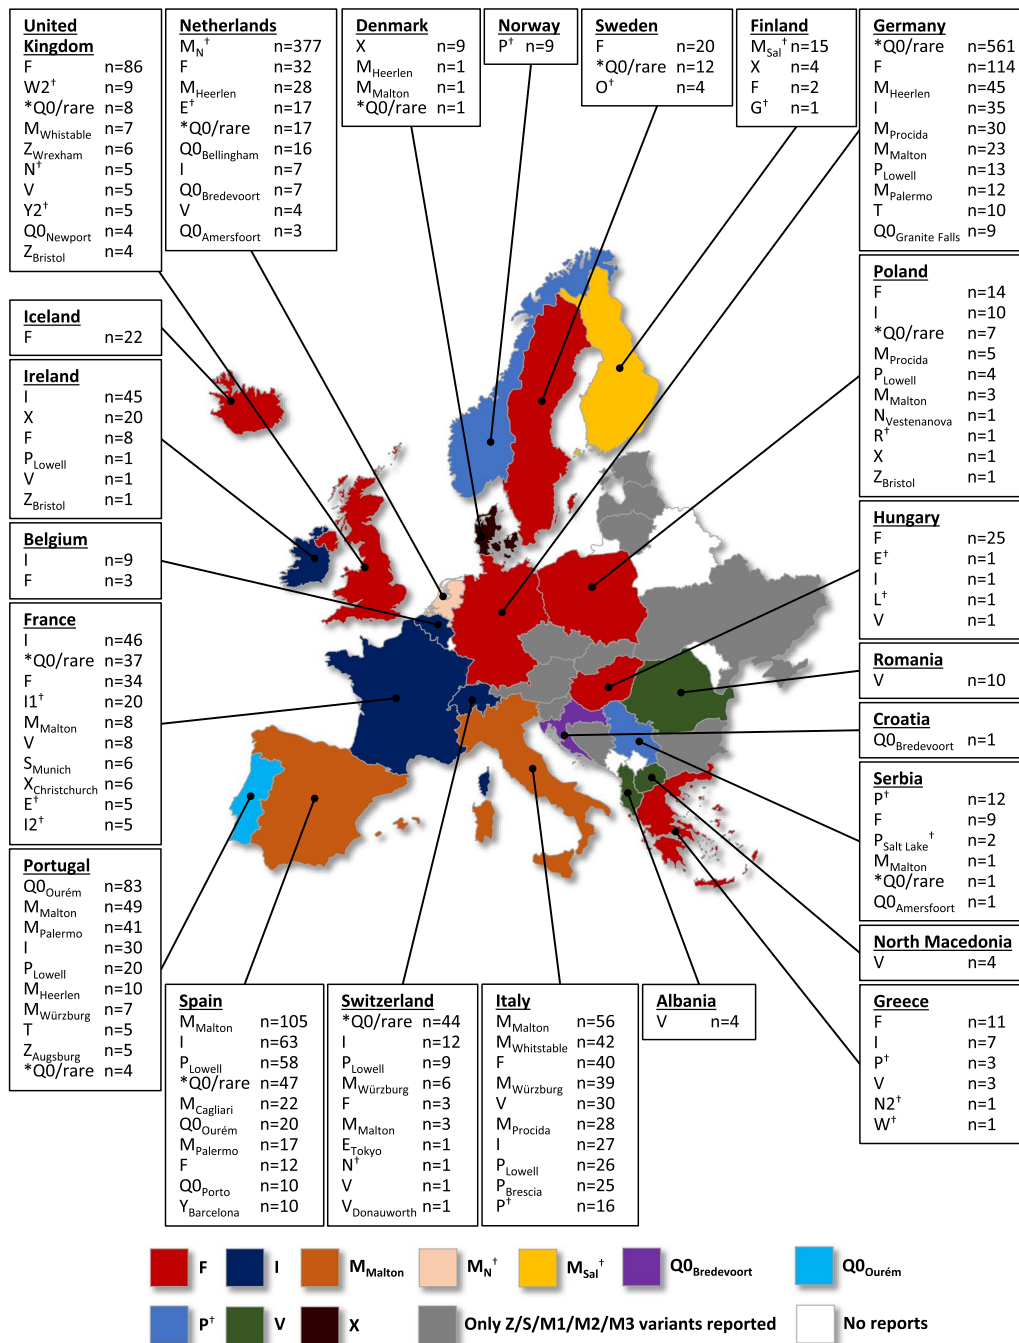 United
Kingdom
F n=86
W2† n=9
*Q0/rare n=8
MWhistable n=7
ZWrexham n=6
N† n=5
V n=5
Y2† n=5
Q0Newport n=4
ZBristol n=4
Netherlands
MN† n=377
F n=32
MHeerlen n=28
E† n=17
*Q0/rare n=17
Q0Bellingham n=16
I n=7
Q0Bredevoort n=7
V n=4
Q0Amersfoort n=3
Denmark
X n=9
MHeerlen n=1
MMalton n=1
*Q0/rare n=1
Norway
P† n=9
Sweden
F n=20
*Q0/rare n=12
O† n=4
Finland
MSal† n=15
X n=4
F n=2
G† n=1
Germany
*Q0/rare n=561
F n=114
MHeerlen n=45
I n=35
MProcida n=30
MMalton n=23
PLowell n=13
MPalermo n=12
T n=10
Q0Granite Falls n=9
Iceland
F n=22
Ireland
I n=45
X n=20
F n=8
PLowell n=1
V n=1
ZBristol n=1
Belgium
I n=9
F n=3
France
I n=46
*Q0/rare n=37
F n=34
I1† n=20
MMalton n=8
V n=8
SMunich n=6
XChristchurch n=6
E† n=5
I2† n=5
Portugal
Q0Ourém n=83
MMalton n=49
MPalermo n=41
I n=30
PLowell n=20
MHeerlen n=10
MWürzburg n=7
T n=5
ZAugsburg n=5
*Q0/rare n=4
Poland
F n=14
I n=10
*Q0/rare n=7
MProcida n=5
PLowell n=4
MMalton n=3
NVestenanova n=1
R† n=1
X n=1
ZBristol n=1
Hungary
F n=25
E† n=1
I n=1
L† n=1
V n=1
Romania
V n=10
Croatia
Q0Bredevoort n=1
Serbia
P† n=12
F n=9
PSalt Lake† n=2
MMalton n=1
*Q0/rare n=1
Q0Amersfoort n=1
North Macedonia
V n=4
Greece
F n=11
I n=7
P† n=3
V n=3
N2† n=1
W† n=1
Spain
MMalton n=105
I n=63
PLowell n=58
*Q0/rare n=47
MCagliari n=22
Q0Ourém n=20
MPalermo n=17
F n=12
Q0Porto n=10
YBarcelona n=10
Switzerland
*Q0/rare n=44
I n=12
PLowell n=9
MWürzburg n=6
F n=3
MMalton n=3
ETokyo n=1
N† n=1
V n=1
VDonauworth n=1
Italy
MMalton n=56
MWhitstable n=42
F n=40
MWürzburg n=39
V n=30
MProcida n=28
I n=27
PLowell n=26
PBrescia n=25
P† n=16
Albania
V n=4
F I MMalton MN† MSal† Q0Bredevoort Q0Ourém
P† V X Only Z/S/M1/M2/M3 variants reported No reports